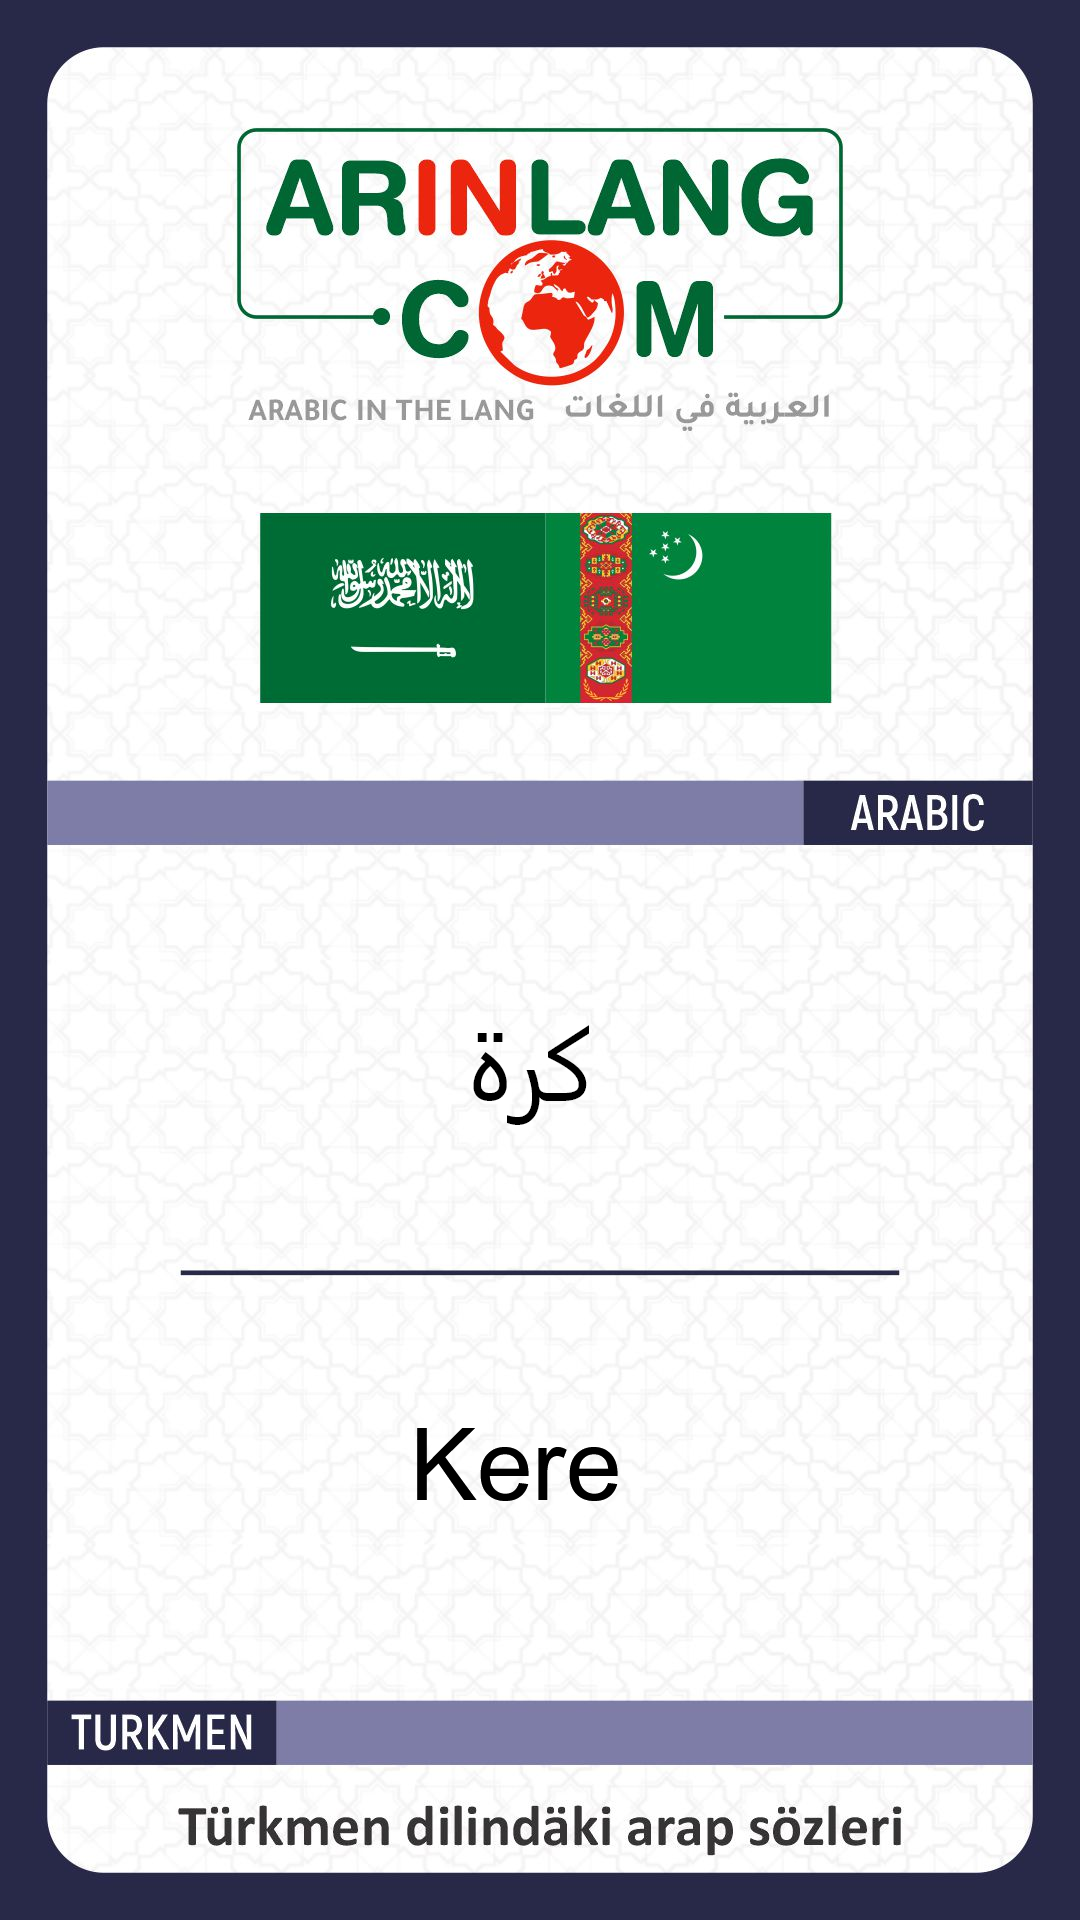 ARINLANG
.COM
ARABIC IN THE LANG العربية في اللغات
لا إله إلا الله محمد رسول الله
ARABIC
كرة
Kere
TURKMEN
Türkmen dilindäki arap sözleri